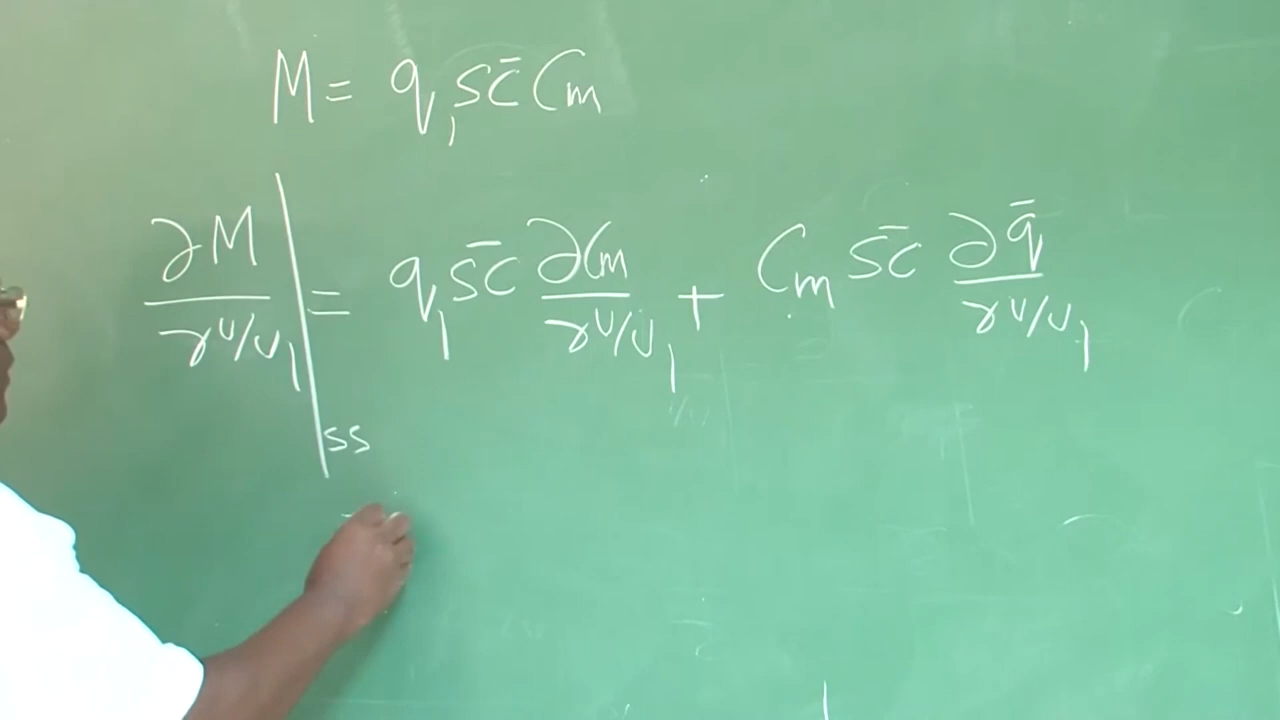 M = q₁ S c̄ Cm
∂M / ∂ u/U₁ |ss = q₁ S c̄ ∂Cm / ∂ u/U₁ + Cm S c̄ ∂q̄ / ∂ u/U₁